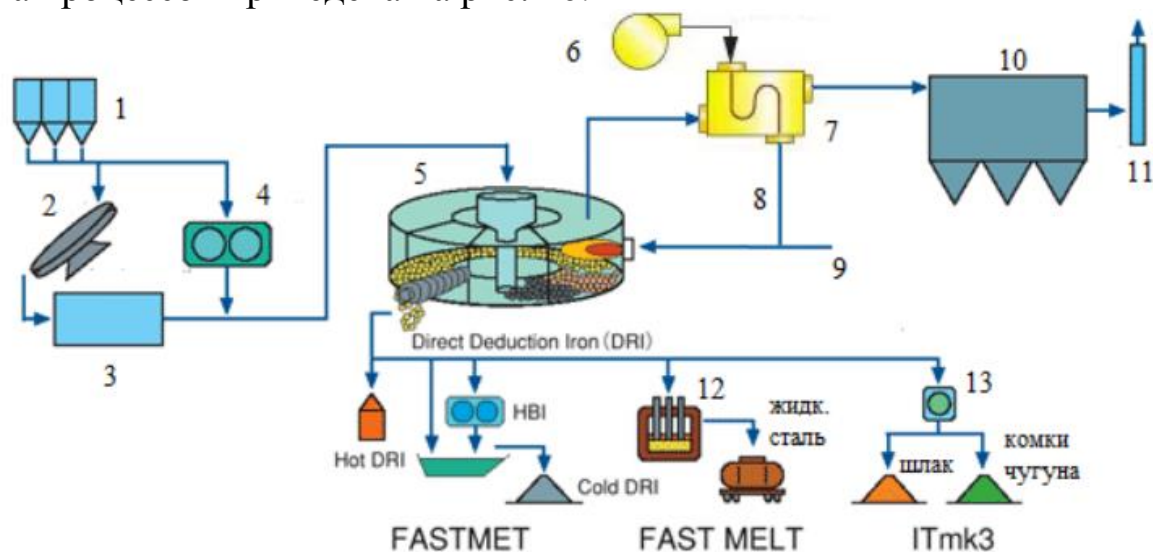 6
10
1
7
11
2
4
5
8
9
3
Direct Deduction Iron (DRI)
12
13
HBI
жидк.
сталь
шлак
комки
чугуна
Hot DRI
Cold DRI
FASTMET
FAST MELT
ITmk3